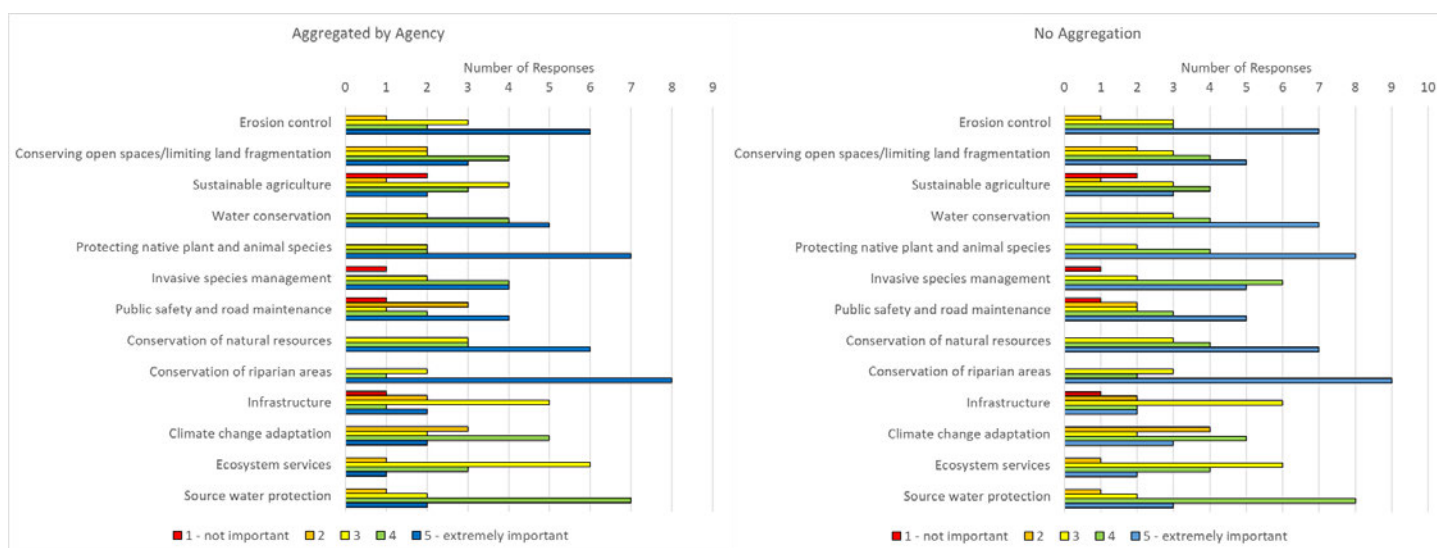 Aggregated by Agency
Number of Responses
0 1 2 3 4 5 6 7 8 9
Erosion control
Conserving open spaces/limiting land fragmentation
Sustainable agriculture
Water conservation
Protecting native plant and animal species
Invasive species management
Public safety and road maintenance
Conservation of natural resources
Conservation of riparian areas
Infrastructure
Climate change adaptation
Ecosystem services
Source water protection
1 - not important 2 3 4 5 - extremely important
No Aggregation
Number of Responses
0 1 2 3 4 5 6 7 8 9 10
Erosion control
Conserving open spaces/limiting land fragmentation
Sustainable agriculture
Water conservation
Protecting native plant and animal species
Invasive species management
Public safety and road maintenance
Conservation of natural resources
Conservation of riparian areas
Infrastructure
Climate change adaptation
Ecosystem services
Source water protection
1 - not important 2 3 4 5 - extremely important